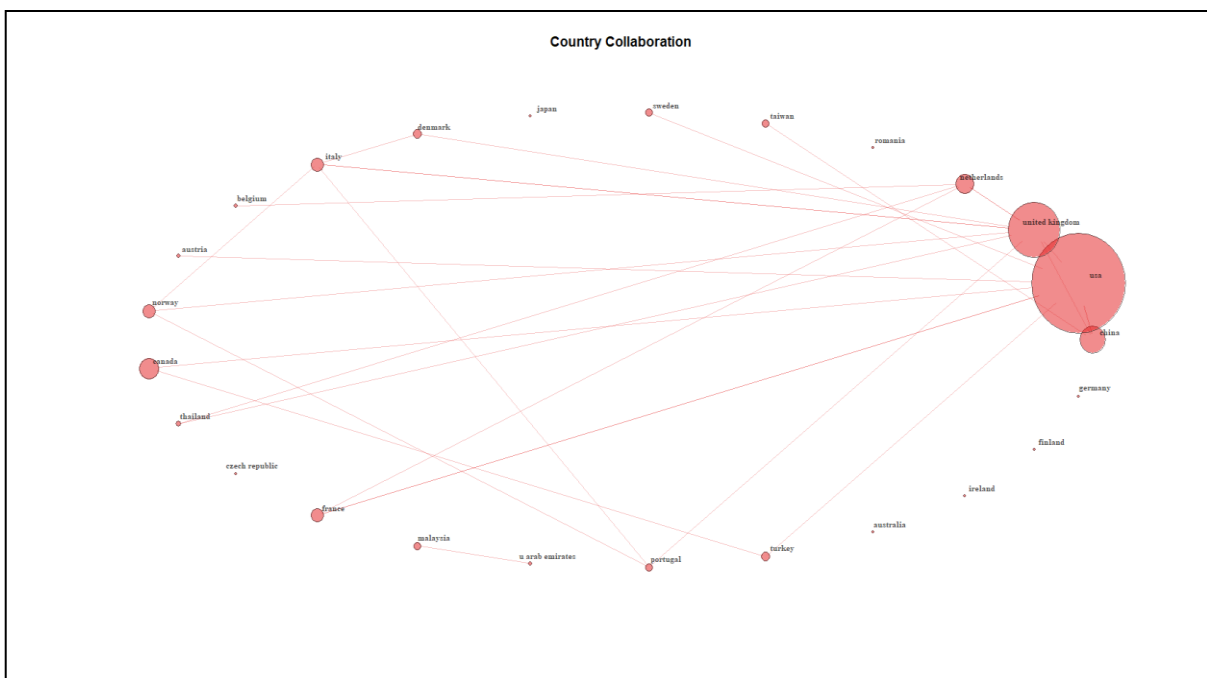 Country Collaboration
japan
sweden
taiwan
denmark
romania
italy
netherlands
belgium
united kingdom
austria
usa
norway
china
canada
germany
thailand
finland
czech republic
ireland
france
australia
malaysia
u arab emirates
portugal
turkey